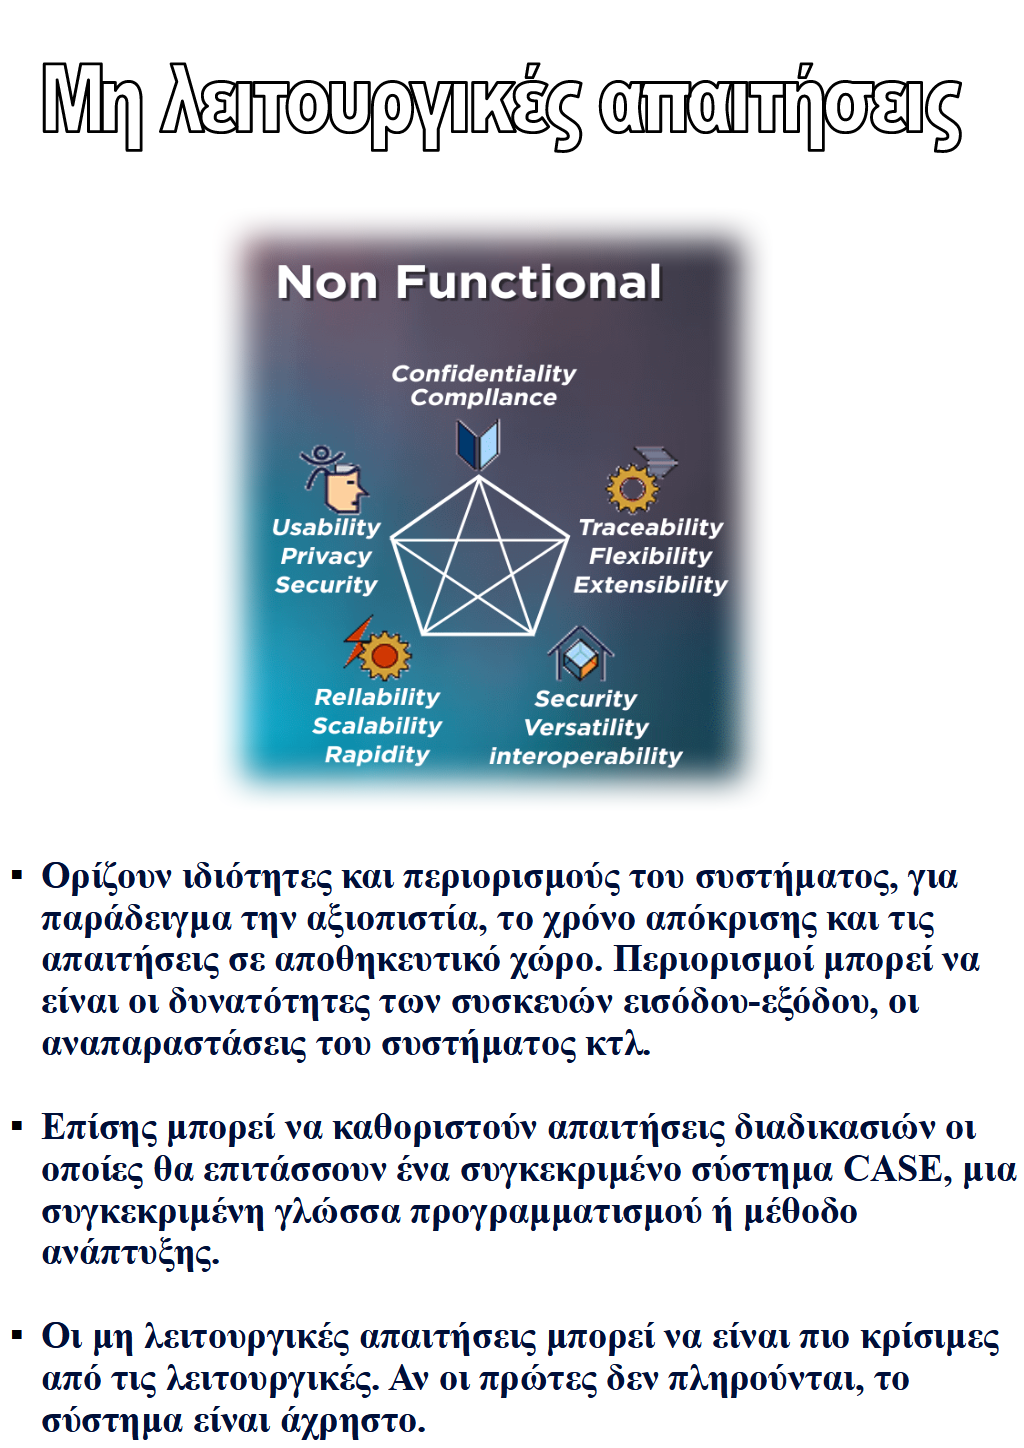 Μη λειτουργικές απαιτήσεις
Non Functional
Confidentiality
Compllance
Usability
Privacy
Security
Traceability
Flexibility
Extensibility
Rellability
Scalability
Rapidity
Security
Versatility
interoperability
▪ Ορίζουν ιδιότητες και περιορισμούς του συστήματος, για
παράδειγμα την αξιοπιστία, το χρόνο απόκρισης και τις
απαιτήσεις σε αποθηκευτικό χώρο. Περιορισμοί μπορεί να
είναι οι δυνατότητες των συσκευών εισόδου-εξόδου, οι
αναπαραστάσεις του συστήματος κτλ.
▪ Επίσης μπορεί να καθοριστούν απαιτήσεις διαδικασιών οι
οποίες θα επιτάσσουν ένα συγκεκριμένο σύστημα CASE, μια
συγκεκριμένη γλώσσα προγραμματισμού ή μέθοδο
ανάπτυξης.
▪ Οι μη λειτουργικές απαιτήσεις μπορεί να είναι πιο κρίσιμες
από τις λειτουργικές. Αν οι πρώτες δεν πληρούνται, το
σύστημα είναι άχρηστο.